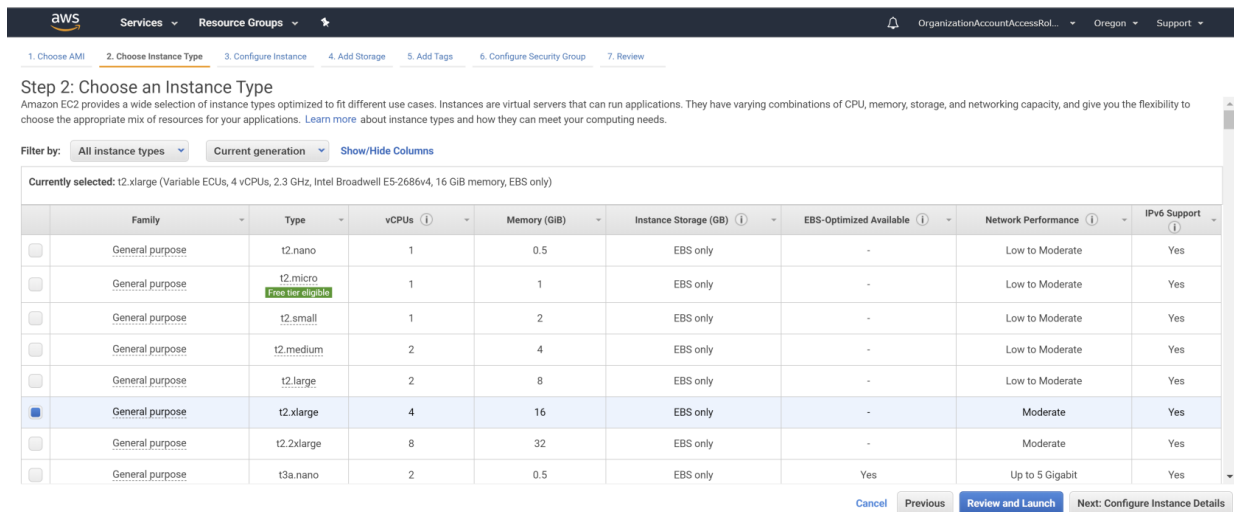 aws Services Resource Groups OrganizationAccountAccessRol... Oregon Support
1. Choose AMI 2. Choose Instance Type 3. Configure Instance 4. Add Storage 5. Add Tags 6. Configure Security Group 7. Review
Step 2: Choose an Instance Type
Amazon EC2 provides a wide selection of instance types optimized to fit different use cases. Instances are virtual servers that can run applications. They have varying combinations of CPU, memory, storage, and networking capacity, and give you the flexibility to
choose the appropriate mix of resources for your applications. Learn more about instance types and how they can meet your computing needs.
Filter by: All instance types Current generation Show/Hide Columns
Currently selected: t2.xlarge (Variable ECUs, 4 vCPUs, 2.3 GHz, Intel Broadwell E5-2686v4, 16 GiB memory, EBS only)
Family Type vCPUs i Memory (GiB) Instance Storage (GB) i EBS-Optimized Available i Network Performance i IPv6 Support i
General purpose t2.nano 1 0.5 EBS only - Low to Moderate Yes
General purpose t2.micro Free tier eligible 1 1 EBS only - Low to Moderate Yes
General purpose t2.small 1 2 EBS only - Low to Moderate Yes
General purpose t2.medium 2 4 EBS only - Low to Moderate Yes
General purpose t2.large 2 8 EBS only - Low to Moderate Yes
General purpose t2.xlarge 4 16 EBS only - Moderate Yes
General purpose t2.2xlarge 8 32 EBS only - Moderate Yes
General purpose t3a.nano 2 0.5 EBS only Yes Up to 5 Gigabit Yes
Cancel Previous Review and Launch Next: Configure Instance Details